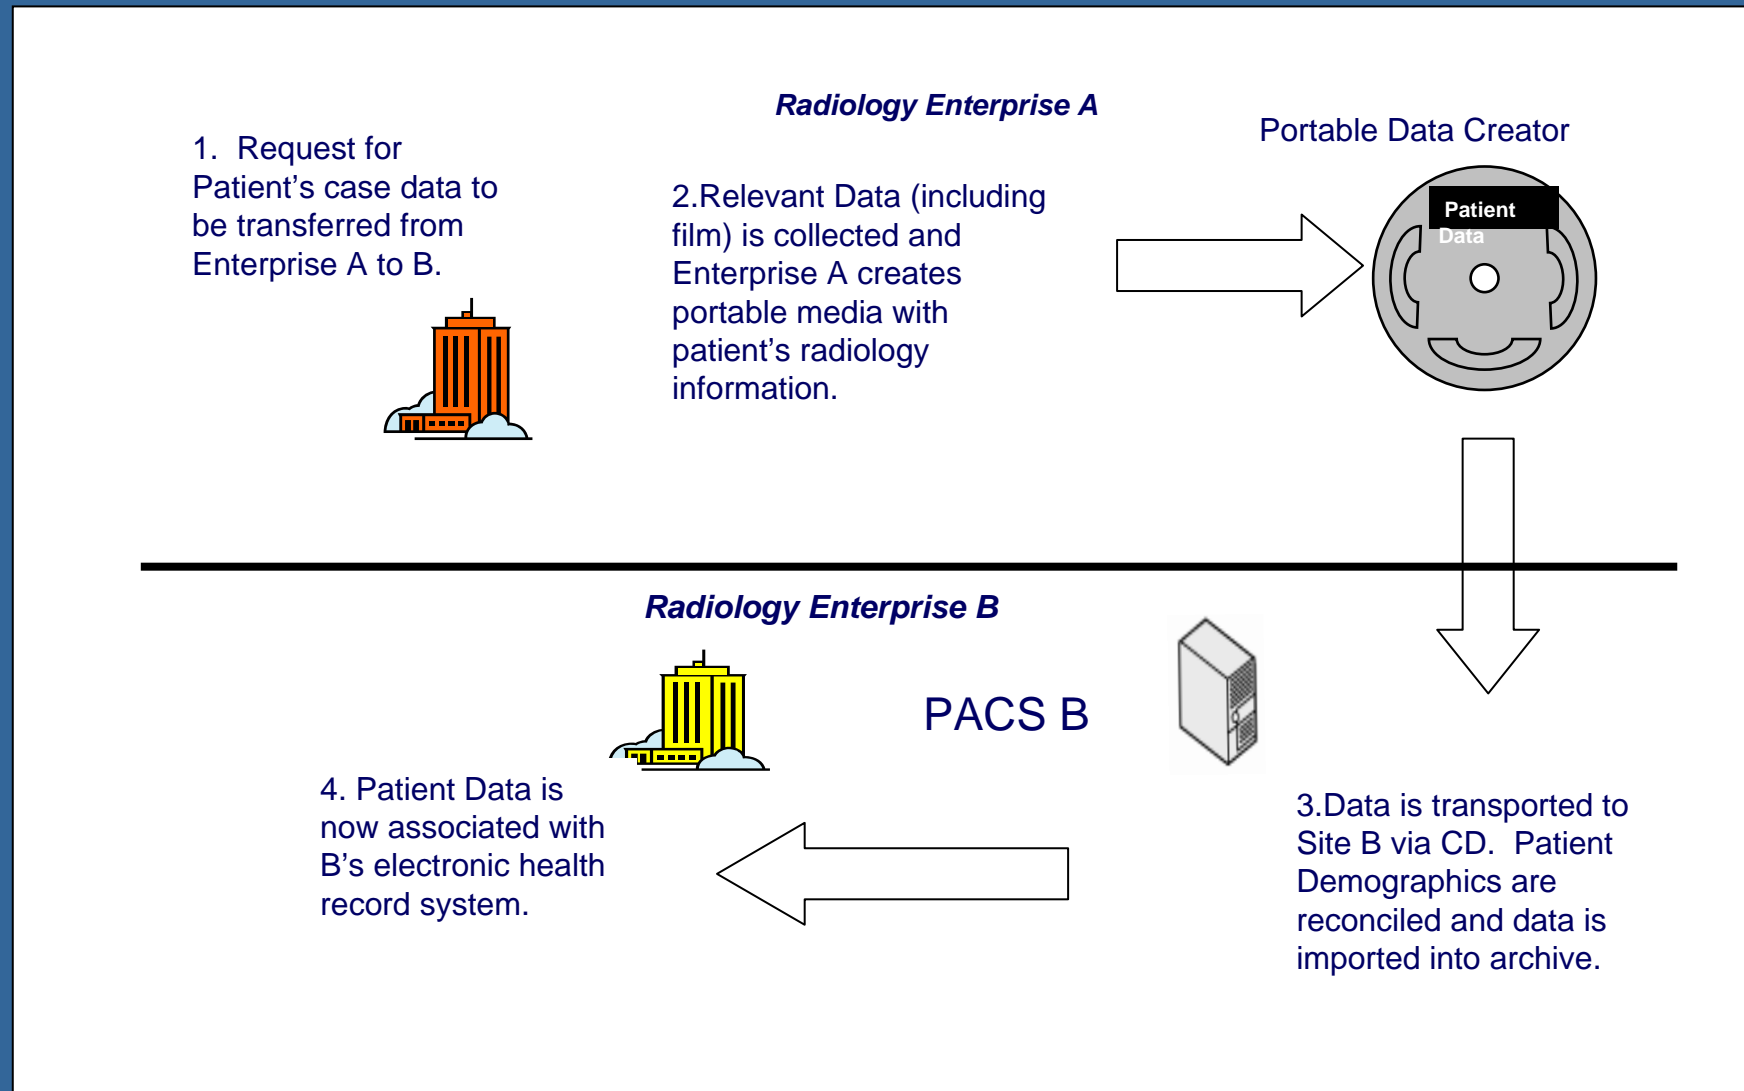 Radiology Enterprise A
1.  Request for
Patient’s case data to
be transferred from
Enterprise A to B.
2.Relevant Data (including
film) is collected and
Enterprise A creates
portable media with
patient’s radiology
information.
Portable Data Creator
Patient
Data
Radiology Enterprise B
PACS B
3.Data is transported to
Site B via CD.  Patient
Demographics are
reconciled and data is
imported into archive.
4. Patient Data is
now associated with
B’s electronic health
record system.